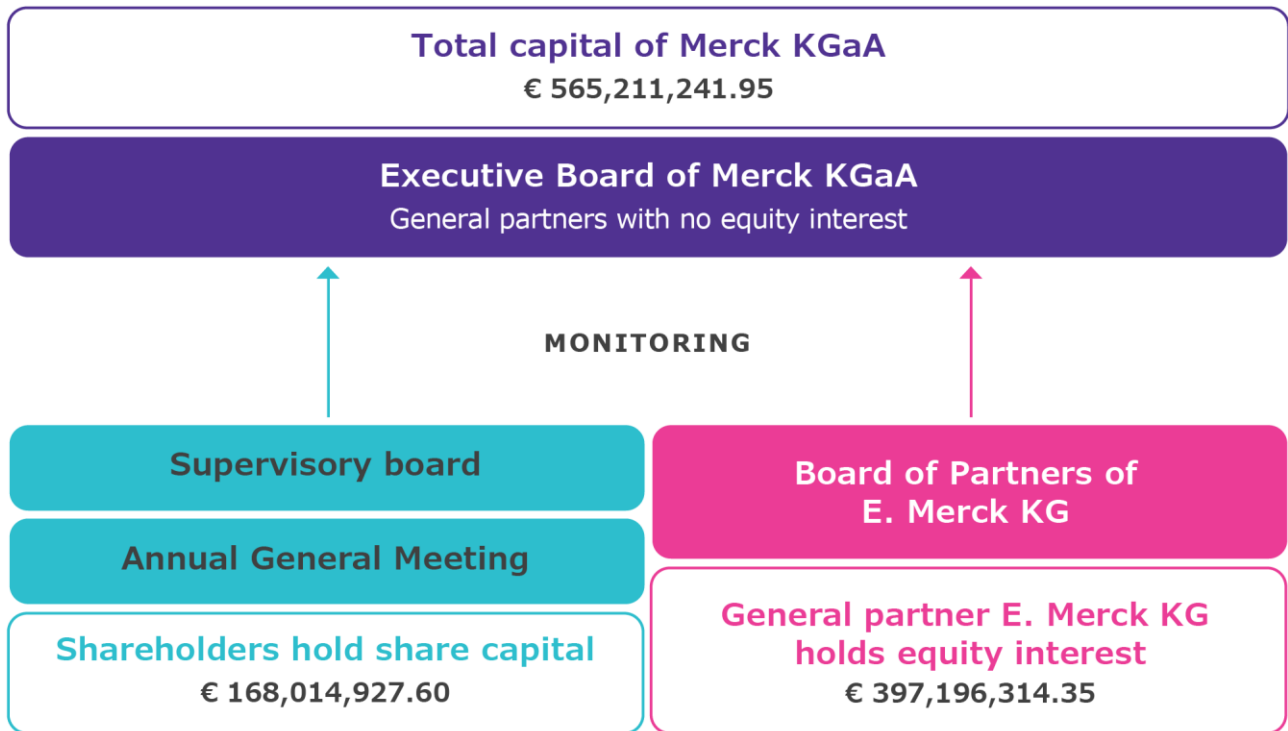 Total capital of Merck KGaA
€ 565,211,241.95
Executive Board of Merck KGaA
General partners with no equity interest
MONITORING
Supervisory board
Annual General Meeting
Shareholders hold share capital
€ 168,014,927.60
Board of Partners of
E. Merck KG
General partner E. Merck KG
holds equity interest
€ 397,196,314.35